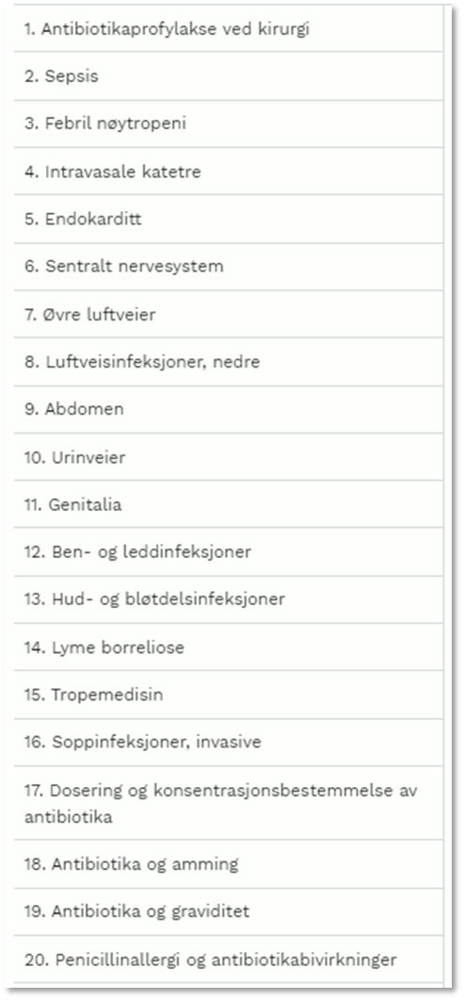 1. Antibiotikaprofylakse ved kirurgi
2. Sepsis
3. Febril nøytropeni
4. Intravasale katetre
5. Endokarditt
6. Sentralt nervesystem
7. Øvre luftveier
8. Luftveisinfeksjoner, nedre
9. Abdomen
10. Urinveier
11. Genitalia
12. Ben- og leddinfeksjoner
13. Hud- og bløtdelsinfeksjoner
14. Lyme borreliose
15. Tropemedisin
16. Soppinfeksjoner, invasive
17. Dosering og konsentrasjonsbestemmelse av
antibiotika
18. Antibiotika og amming
19. Antibiotika og graviditet
20. Penicillinallergi og antibiotikabivirkninger